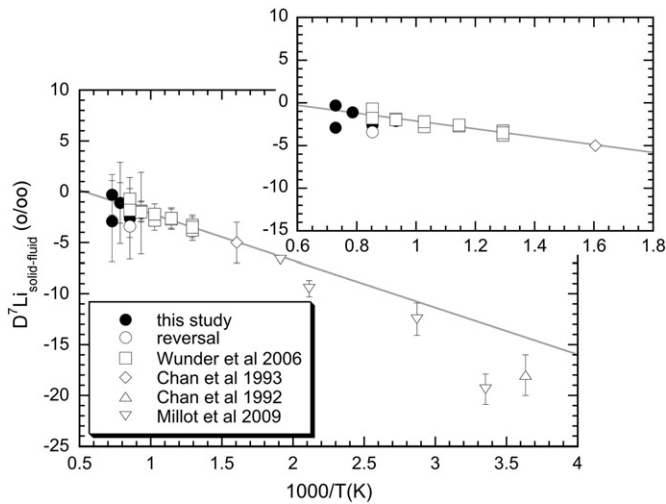 10
5
0
-5
-10
-15
0.6 0.8 1 1.2 1.4 1.6 1.8
10
5
0
-5
-10
-15
-20
-25
D⁷Li solid-fluid (o/oo)
this study
reversal
Wunder et al 2006
Chan et al 1993
Chan et al 1992
Millot et al 2009
0.5 1 1.5 2 2.5 3 3.5 4
1000/T(K)